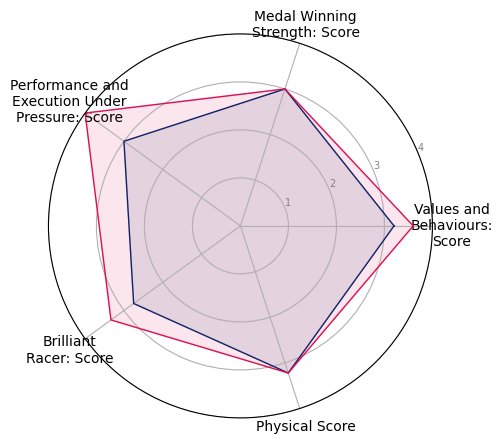 Medal Winning
Strength: Score
Performance and
Execution Under
Pressure: Score
4
3
2
1
Values and
Behaviours:
Score
Brilliant
Racer: Score
Physical Score